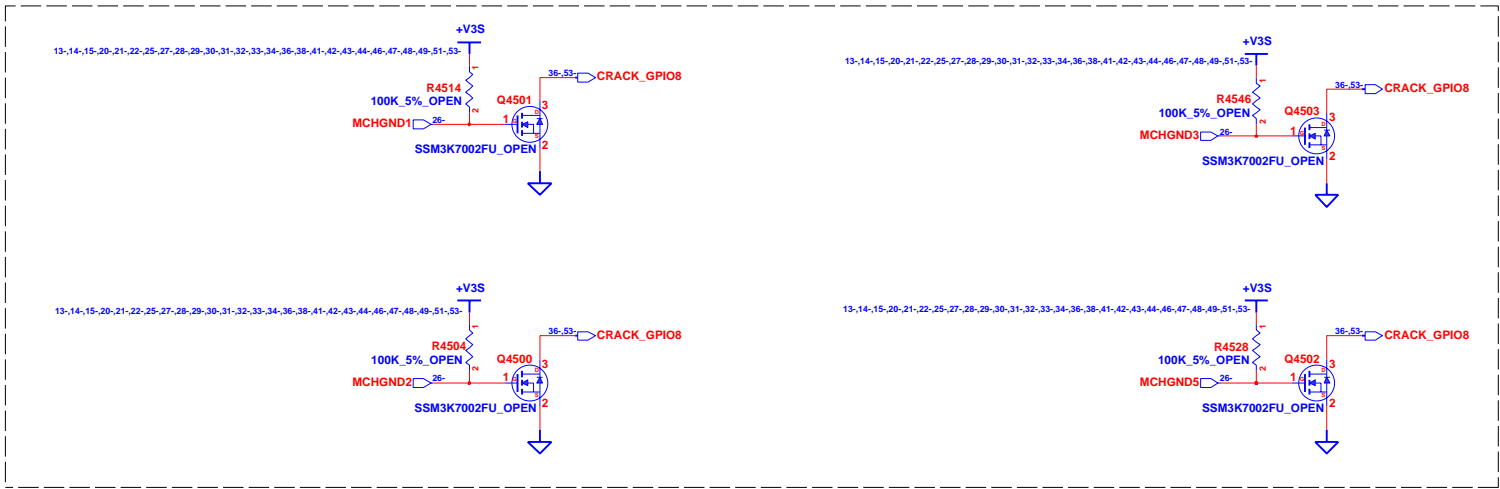 +V3S
13-,14-,15-,20-,21-,22-,25-,27-,28-,29-,30-,31-,32-,33-,34-,36-,38-,41-,42-,43-,44-,46-,47-,48-,49-,51-,53-
1
R4514
100K_5%_OPEN
2
MCHGND1
26-
36-,53-
CRACK_GPIO8
Q4501
3
D
1
G
S
2
SSM3K7002FU_OPEN
+V3S
13-,14-,15-,20-,21-,22-,25-,27-,28-,29-,30-,31-,32-,33-,34-,36-,38-,41-,42-,43-,44-,46-,47-,48-,49-,51-,53-
1
R4546
100K_5%_OPEN
2
MCHGND3
26-
36-,53-
CRACK_GPIO8
Q4503
3
D
1
G
S
2
SSM3K7002FU_OPEN
+V3S
13-,14-,15-,20-,21-,22-,25-,27-,28-,29-,30-,31-,32-,33-,34-,36-,38-,41-,42-,43-,44-,46-,47-,48-,49-,51-,53-
1
R4504
100K_5%_OPEN
2
MCHGND2
26-
36-,53-
CRACK_GPIO8
Q4500
3
D
1
G
S
2
SSM3K7002FU_OPEN
+V3S
13-,14-,15-,20-,21-,22-,25-,27-,28-,29-,30-,31-,32-,33-,34-,36-,38-,41-,42-,43-,44-,46-,47-,48-,49-,51-,53-
1
R4528
100K_5%_OPEN
2
MCHGND5
26-
36-,53-
CRACK_GPIO8
Q4502
3
D
1
G
S
2
SSM3K7002FU_OPEN